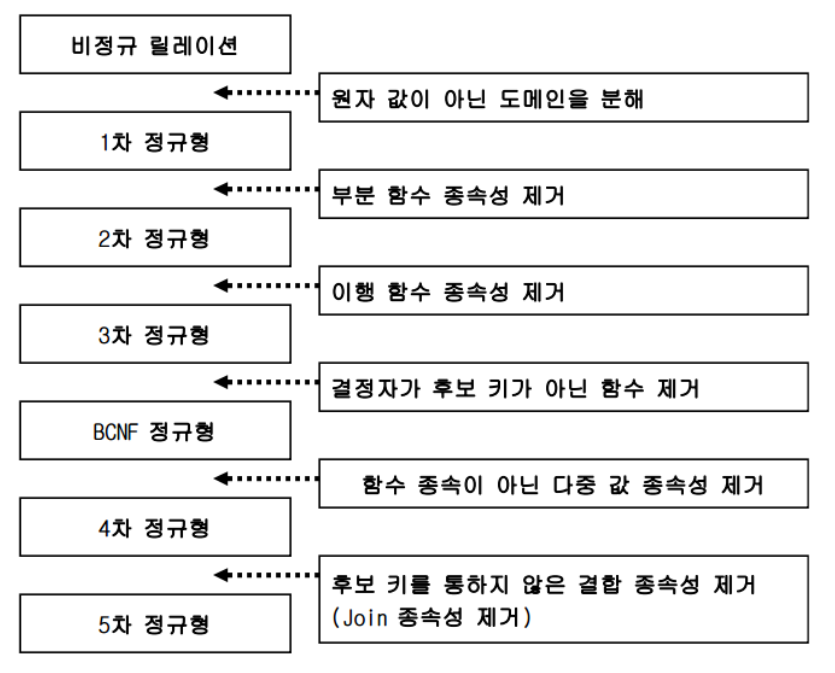 비정규 릴레이션
원자 값이 아닌 도메인을 분해
1차 정규형
부분 함수 종속성 제거
2차 정규형
이행 함수 종속성 제거
3차 정규형
결정자가 후보 키가 아닌 함수 제거
BCNF 정규형
함수 종속이 아닌 다중 값 종속성 제거
4차 정규형
후보 키를 통하지 않은 결합 종속성 제거
(Join 종속성 제거)
5차 정규형